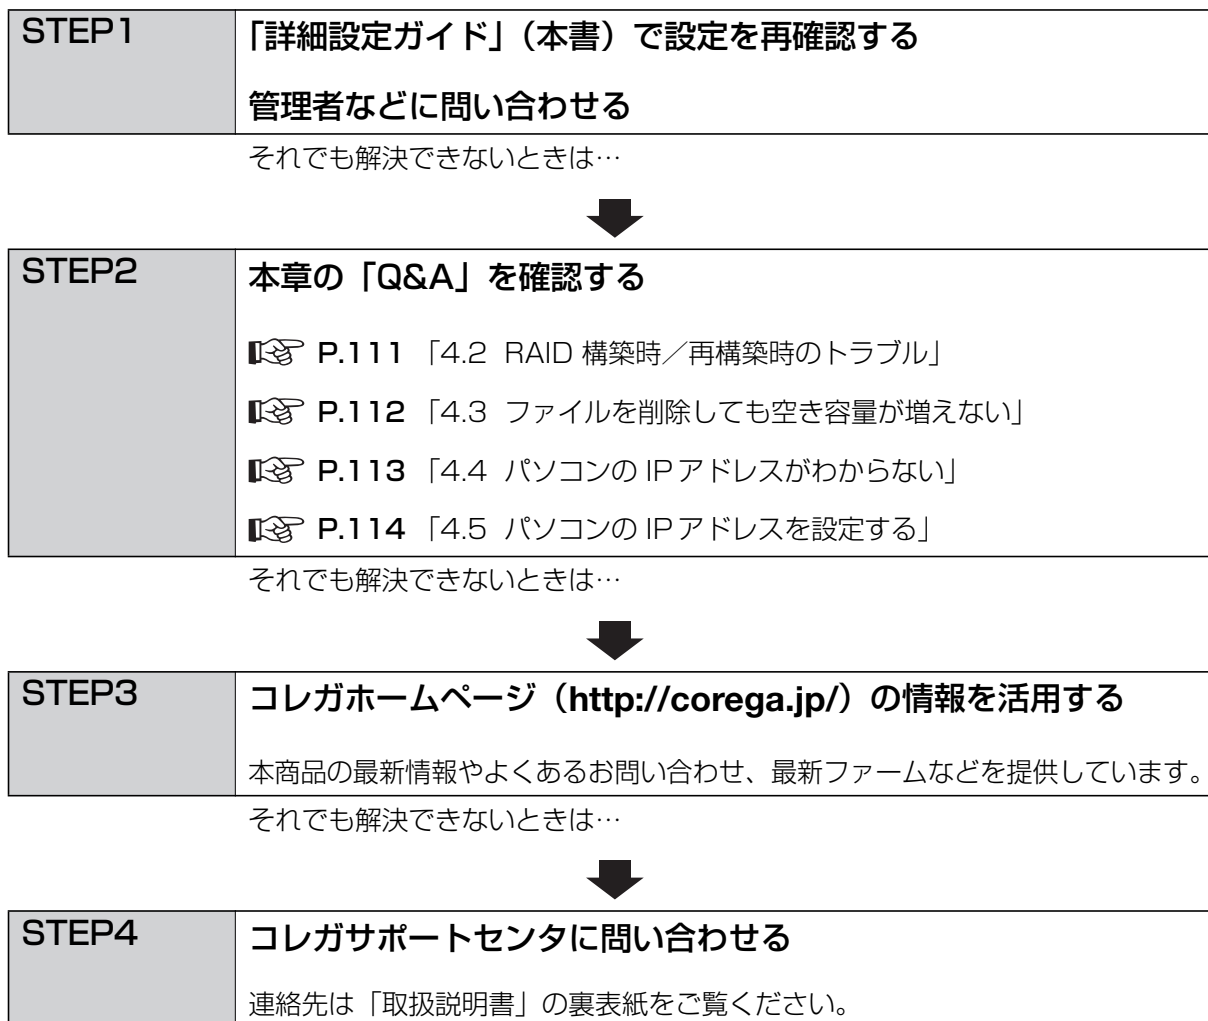 STEP1
「詳細設定ガイド」（本書）で設定を再確認する
管理者などに問い合わせる
それでも解決できないときは…
STEP2
本章の「Q&A」を確認する
P.111 「4.2 RAID 構築時／再構築時のトラブル」
P.112 「4.3 ファイルを削除しても空き容量が増えない」
P.113 「4.4 パソコンの IP アドレスがわからない」
P.114 「4.5 パソコンの IP アドレスを設定する」
それでも解決できないときは…
STEP3
コレガホームページ（http://corega.jp/）の情報を活用する
本商品の最新情報やよくあるお問い合わせ、最新ファームなどを提供しています。
それでも解決できないときは…
STEP4
コレガサポートセンタに問い合わせる
連絡先は「取扱説明書」の裏表紙をご覧ください。